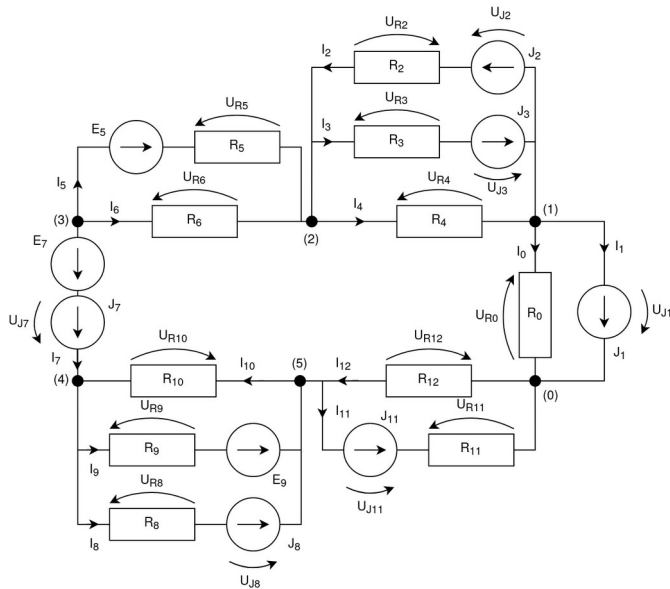 U_J2
U_R2
I_2 R_2 J_2
U_R3 J_3
U_R5
I_3 R_3
E_5 R_5
U_J3
U_R6 U_R4
I_5 I_6 I_4
(3) R_6 R_4 (1)
(2) I_0 I_1
E_7
J_7 U_R0 R_0 U_J1
U_J7
U_R10 U_R12 J_1
I_7 I_10 (5) I_12
(4) R_10 R_12 (0)
U_R9 U_R11
I_11 J_11
R_9 R_11
I_9 E_9
U_R8 U_J11
R_8
I_8 J_8
U_J8